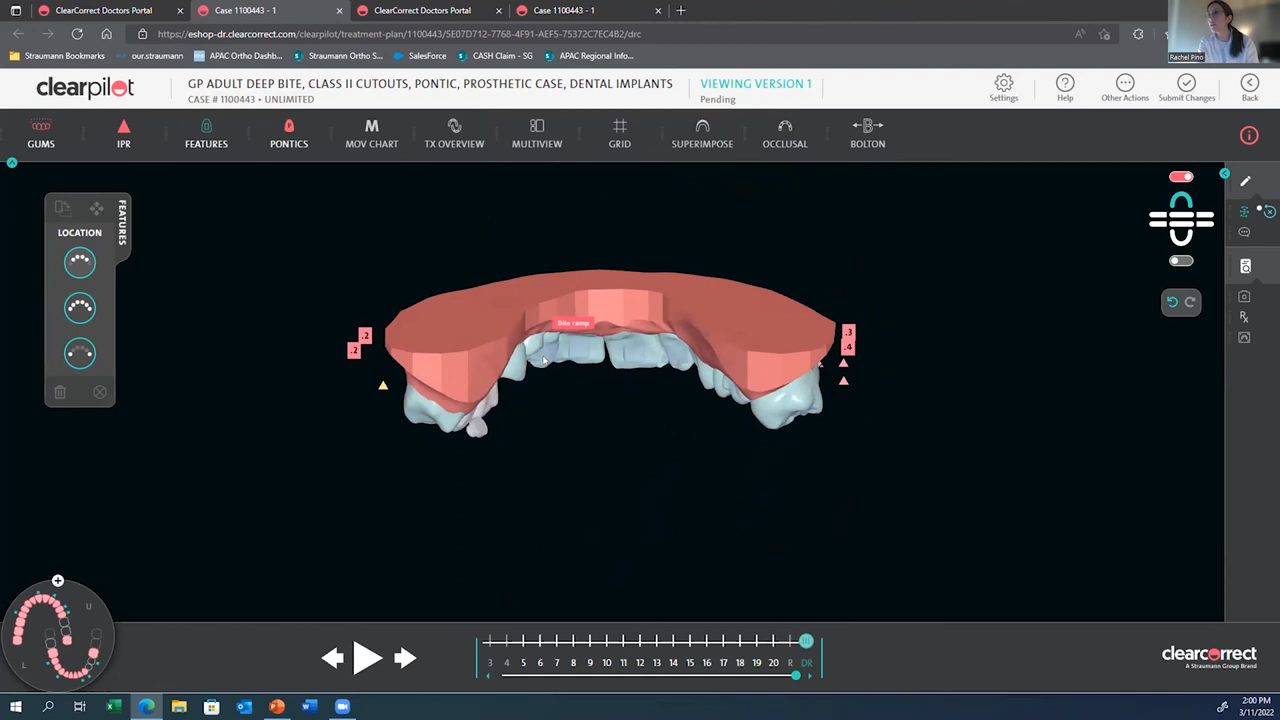 ClearCorrect Doctors Portal
Case 1100443 - 1
ClearCorrect Doctors Portal
Case 1100443 - 1
https://eshop-dr.clearcorrect.com/clearpilot/treatment-plan/1100443/5E07D712-7768-4F91-AEF5-75372C7EC4B2/drc
Straumann Bookmarks
our.straumann
APAC Ortho Dashb...
Straumann Ortho S...
SalesForce
CASH Claim - SG
APAC Regional Info...
Rachel Pino
clearpilot
GP ADULT DEEP BITE, CLASS II CUTOUTS, PONTIC, PROSTHETIC CASE, DENTAL IMPLANTS
CASE # 1100443 • UNLIMITED
VIEWING VERSION 1
Pending
Settings
Help
Other Actions
Submit Changes
Back
GUMS
IPR
FEATURES
PONTICS
M
MOV CHART
TX OVERVIEW
MULTIVIEW
GRID
SUPERIMPOSE
OCCLUSAL
B
BOLTON
FEATURES
LOCATION
Bite ramp
.2
.2
.3
.4
U
L
3 4 5 6 7 8 9 10 11 12 13 14 15 16 17 18 19 20 R DR
clearcorrect
A Straumann Group Brand
2:00 PM
3/11/2022